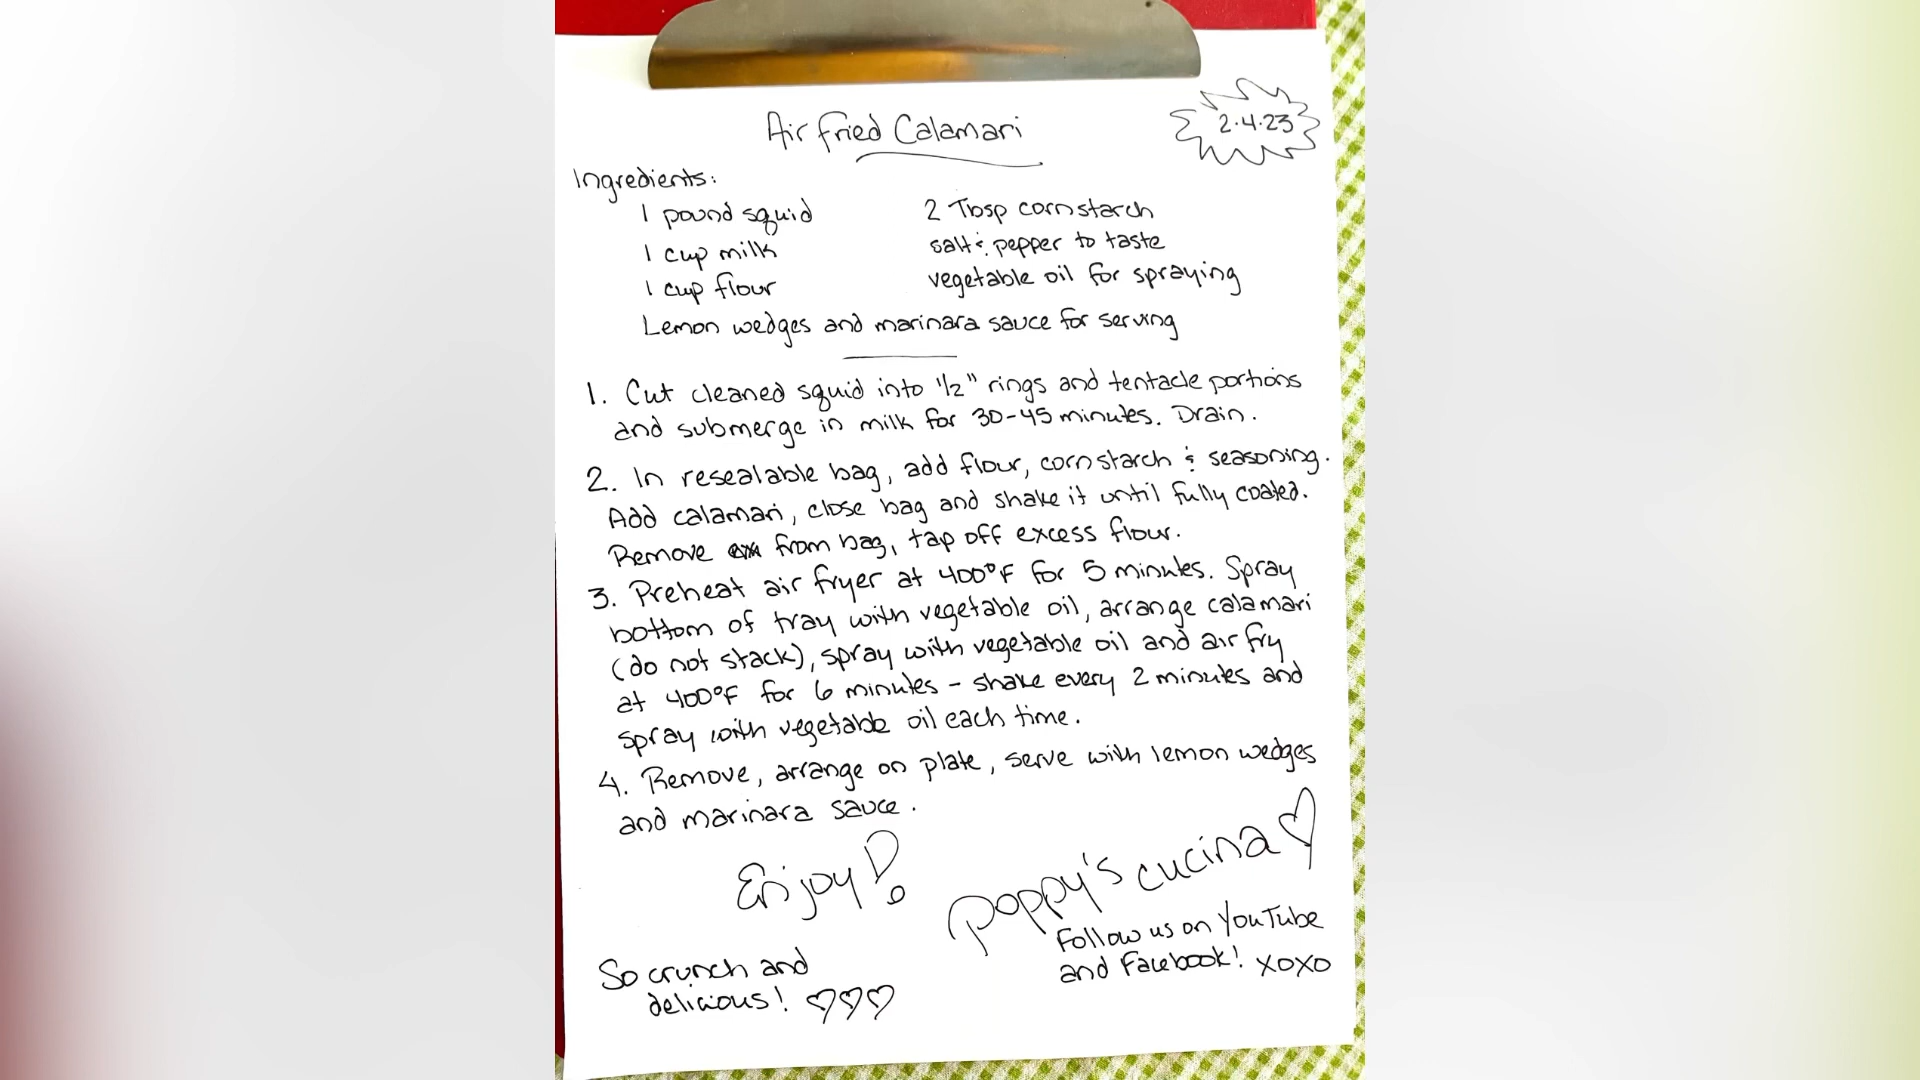 Air Fried Calamari
2.4.23
Ingredients:
1 pound squid
1 cup milk
1 cup flour
2 Tbsp cornstarch
salt & pepper to taste
vegetable oil for spraying
Lemon wedges and marinara sauce for serving
1. Cut cleaned squid into 1/2" rings and tentacle portions
and submerge in milk for 30-45 minutes. Drain.
2. In resealable bag, add flour, cornstarch & seasoning.
Add calamari, close bag and shake it until fully coated.
Remove from bag, tap off excess flour.
3. Preheat air fryer at 400°F for 5 minutes. Spray
bottom of tray with vegetable oil, arrange calamari
(do not stack), spray with vegetable oil and air fry
at 400°F for 6 minutes - shake every 2 minutes and
spray with vegetable oil each time.
4. Remove, arrange on plate, serve with lemon wedges
and marinara sauce.
Enjoy!
poppy's cucina
Follow us on YouTube
and Facebook! XOXO
So crunch and
delicious!